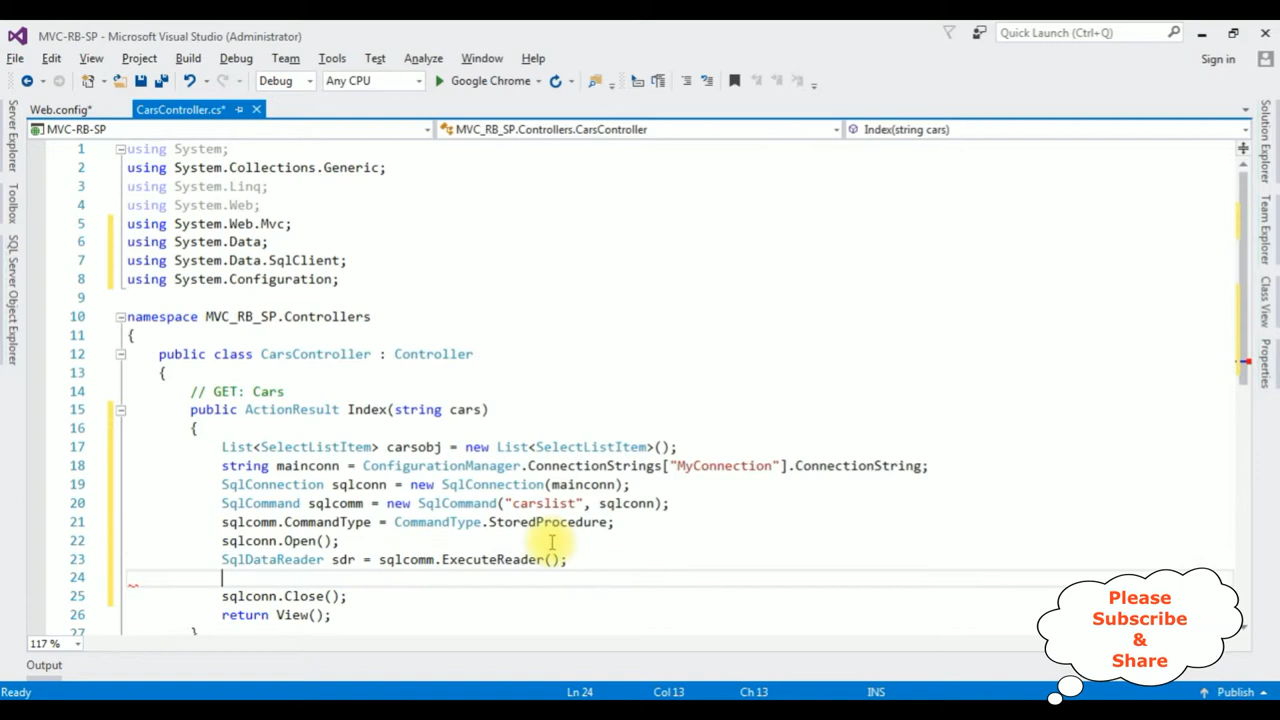 MVC-RB-SP - Microsoft Visual Studio (Administrator)
Quick Launch (Ctrl+Q)
File Edit View Project Build Debug Team Tools Test Analyze Window Help
Sign in
Debug Any CPU Google Chrome
Web.config* CarsController.cs*
MVC-RB-SP MVC_RB_SP.Controllers.CarsController Index(string cars)
Server Explorer
Toolbox
SQL Server Object Explorer
1 using System;
2 using System.Collections.Generic;
3 using System.Linq;
4 using System.Web;
5 using System.Web.Mvc;
6 using System.Data;
7 using System.Data.SqlClient;
8 using System.Configuration;
9
10 namespace MVC_RB_SP.Controllers
11 {
12 public class CarsController : Controller
13 {
14 // GET: Cars
15 public ActionResult Index(string cars)
16 {
17 List<SelectListItem> carsobj = new List<SelectListItem>();
18 string mainconn = ConfigurationManager.ConnectionStrings["MyConnection"].ConnectionString;
19 SqlConnection sqlconn = new SqlConnection(mainconn);
20 SqlCommand sqlcomm = new SqlCommand("carslist", sqlconn);
21 sqlcomm.CommandType = CommandType.StoredProcedure;
22 sqlconn.Open();
23 SqlDataReader sdr = sqlcomm.ExecuteReader();
24
25 sqlconn.Close();
26 return View();
27 }
Solution Explorer
Team Explorer
Class View
Properties
Please
Subscribe
&
Share
117 %
Output
Ready Ln 24 Col 13 Ch 13 INS Publish